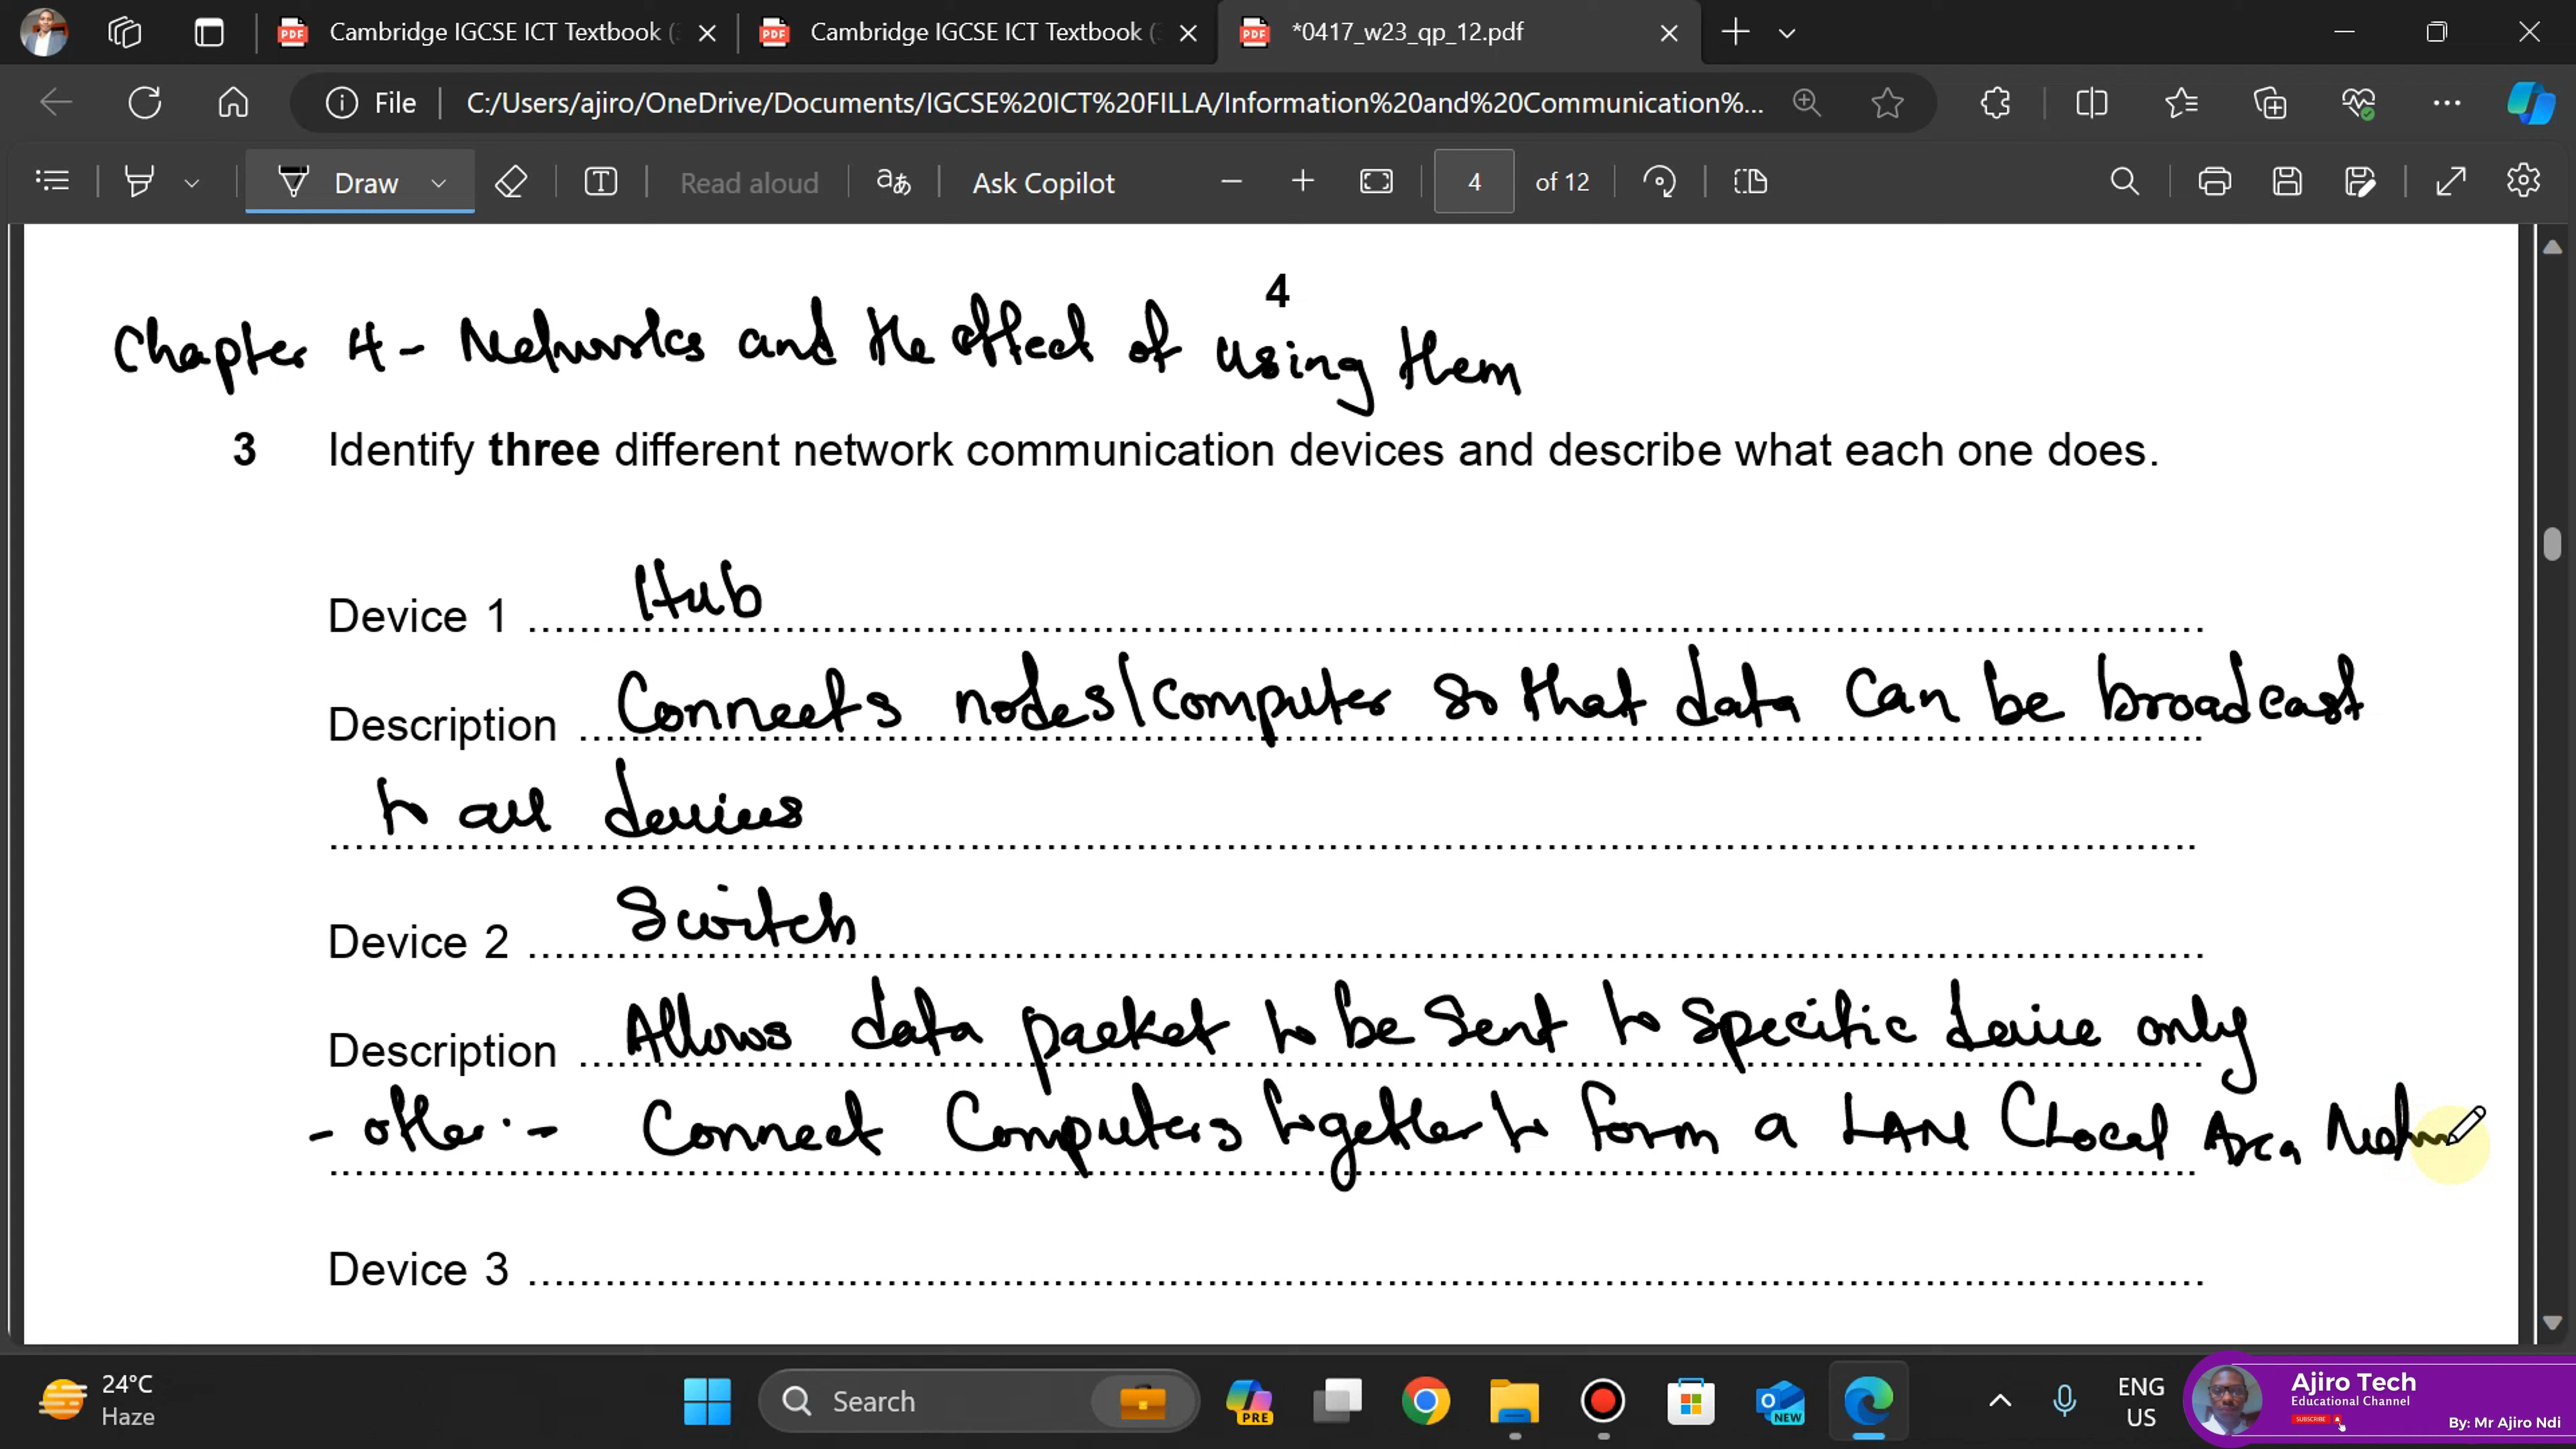 Cambridge IGCSE ICT Textbook (
Cambridge IGCSE ICT Textbook (
*0417_w23_qp_12.pdf
File
C:/Users/ajiro/OneDrive/Documents/IGCSE%20ICT%20FILLA/Information%20and%20Communication%...
Draw
Read aloud
Ask Copilot
4 of 12
4
Chapter 4 - Networks and the effect of using them
3 Identify three different network communication devices and describe what each one does.
Device 1 Hub
Description Connects nodes/computer so that data can be broadcast
to all devices
Device 2 Switch
Description Allows data packet to be sent to specific device only
- other :- Connect Computers together to form a LAN (Local Area Netw
Device 3
24°C
Haze
Search
PRE
NEW
ENG
US
Ajiro Tech
Educational Channel
SUBSCRIBE
By: Mr Ajiro Ndi